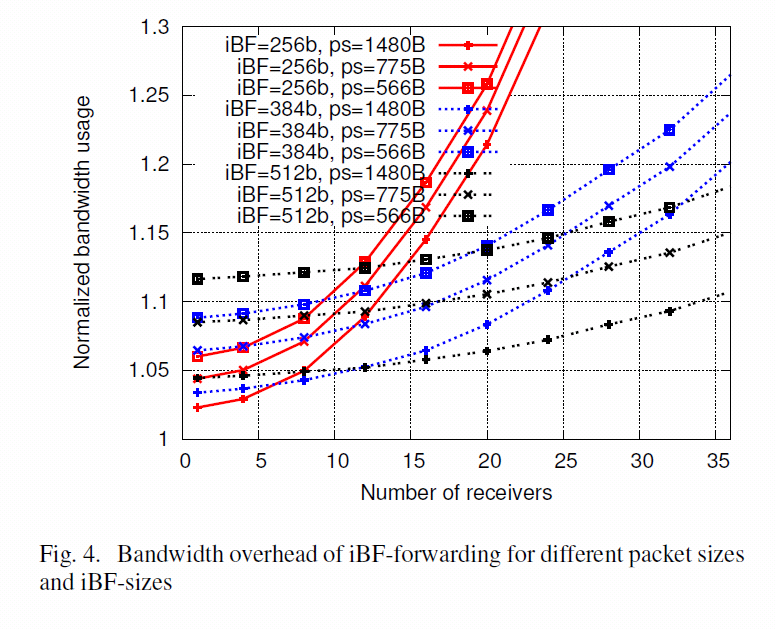 1.3
1.25
1.2
1.15
1.1
1.05
1
Normalized bandwidth usage
iBF=256b, ps=1480B
iBF=256b, ps=775B
iBF=256b, ps=566B
iBF=384b, ps=1480B
iBF=384b, ps=775B
iBF=384b, ps=566B
iBF=512b, ps=1480B
iBF=512b, ps=775B
iBF=512b, ps=566B
0 5 10 15 20 25 30 35
Number of receivers
Fig. 4. Bandwidth overhead of iBF-forwarding for different packet sizes
and iBF-sizes